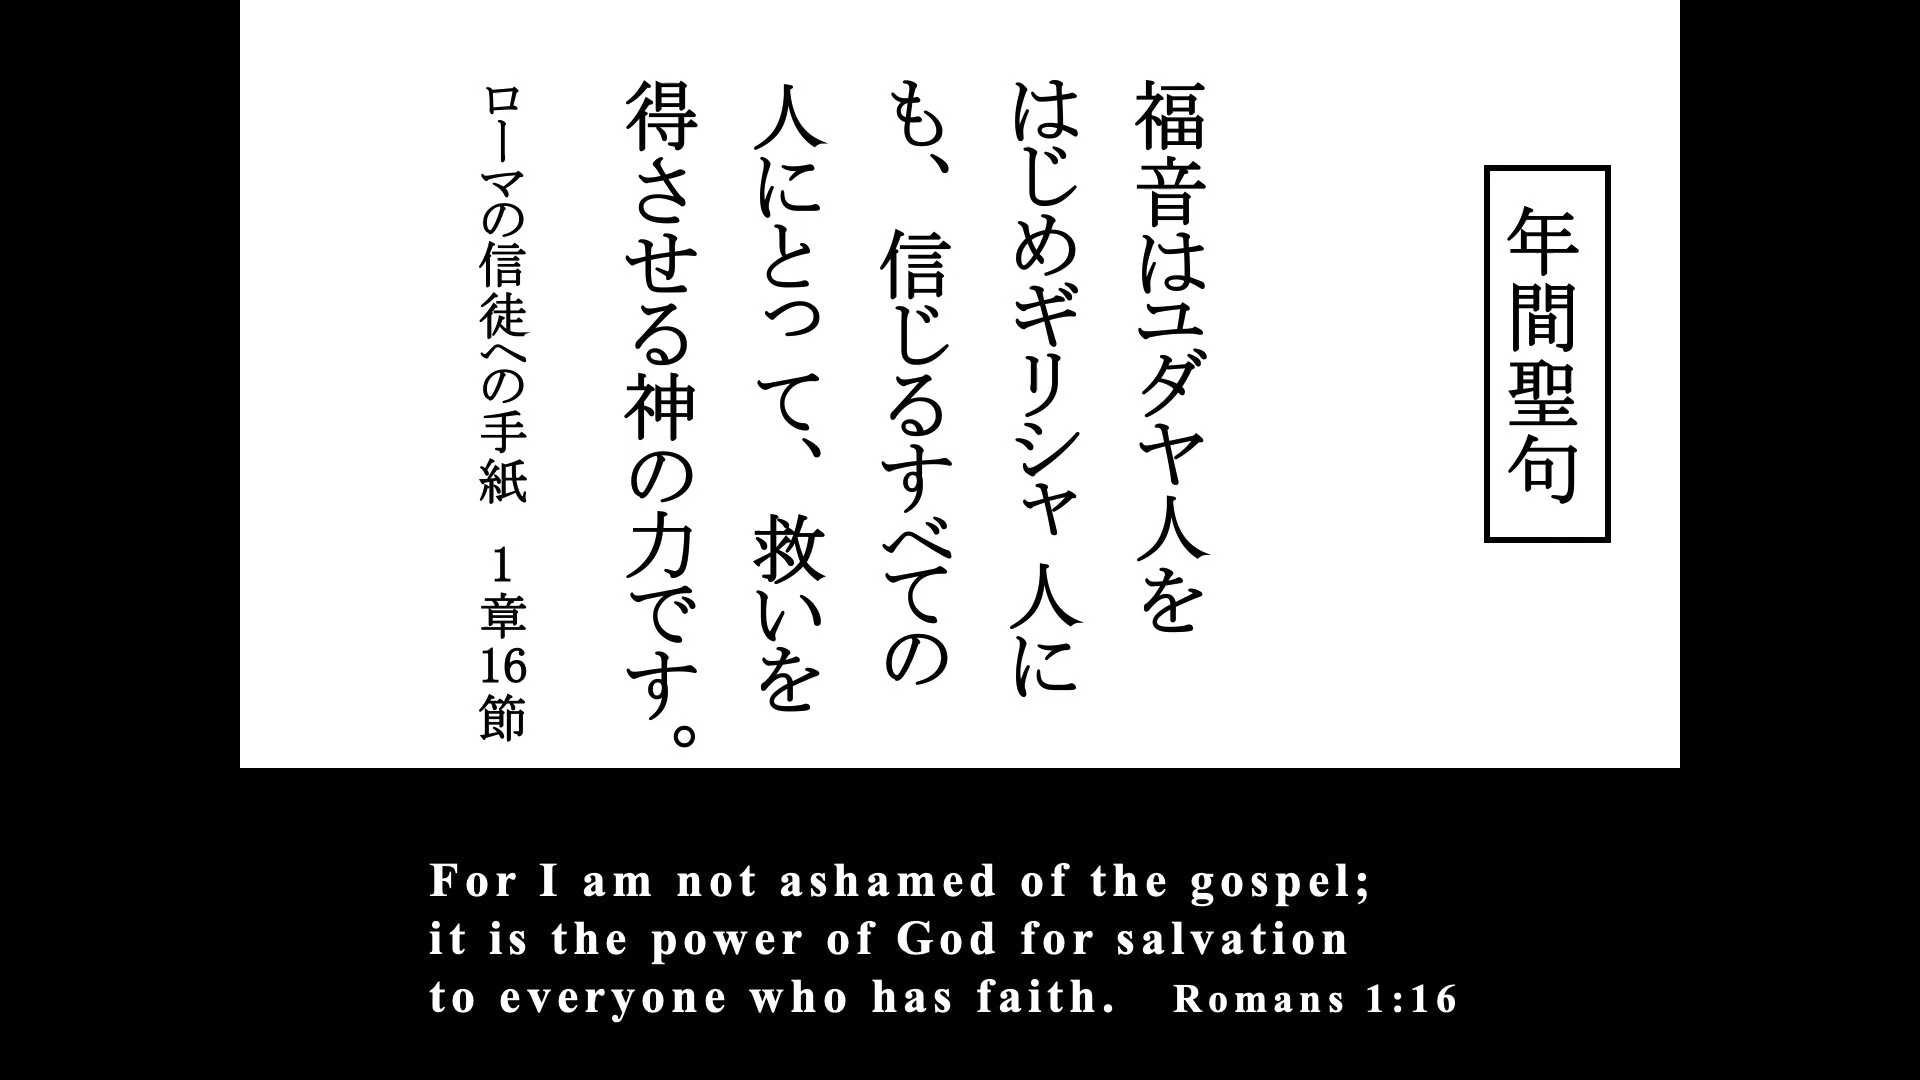 年間聖句
福音はユダヤ人を
はじめギリシャ人に
も、信じるすべての
人にとって、救いを
得させる神の力です。
ローマの信徒への手紙　1章16節
For I am not ashamed of the gospel;
it is the power of God for salvation
to everyone who has faith.　Romans 1:16